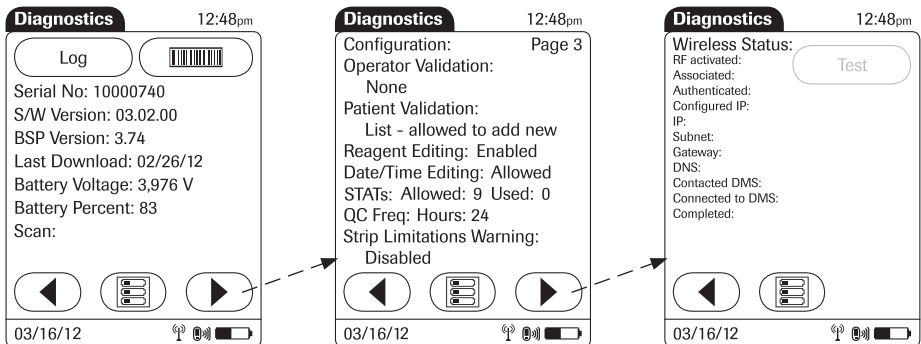 Diagnostics 12:48pm
Log
Serial No: 10000740
S/W Version: 03.02.00
BSP Version: 3.74
Last Download: 02/26/12
Battery Voltage: 3,976 V
Battery Percent: 83
Scan:
03/16/12
Diagnostics 12:48pm
Configuration: Page 3
Operator Validation:
None
Patient Validation:
List - allowed to add new
Reagent Editing: Enabled
Date/Time Editing: Allowed
STATs: Allowed: 9 Used: 0
QC Freq: Hours: 24
Strip Limitations Warning:
Disabled
03/16/12
Diagnostics 12:48pm
Wireless Status:
Test
RF activated:
Associated:
Authenticated:
Configured IP:
IP:
Subnet:
Gateway:
DNS:
Contacted DMS:
Connected to DMS:
Completed:
03/16/12